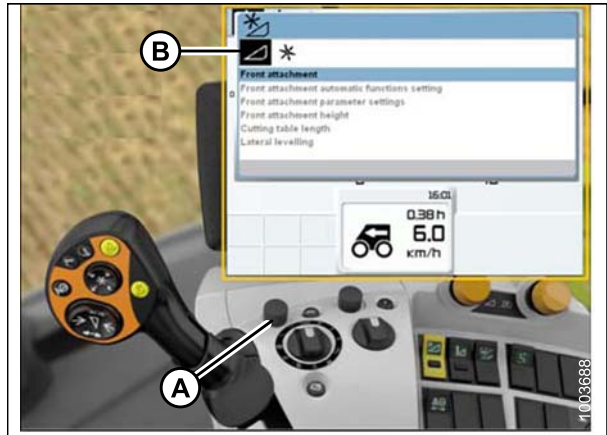 B
Front attachment
Front attachment automatic functions setting
Front attachment parameter settings
Front attachment height
Cutting table length
Lateral levelling
16:01
0.38 h
6.0
km/h
A
1003688